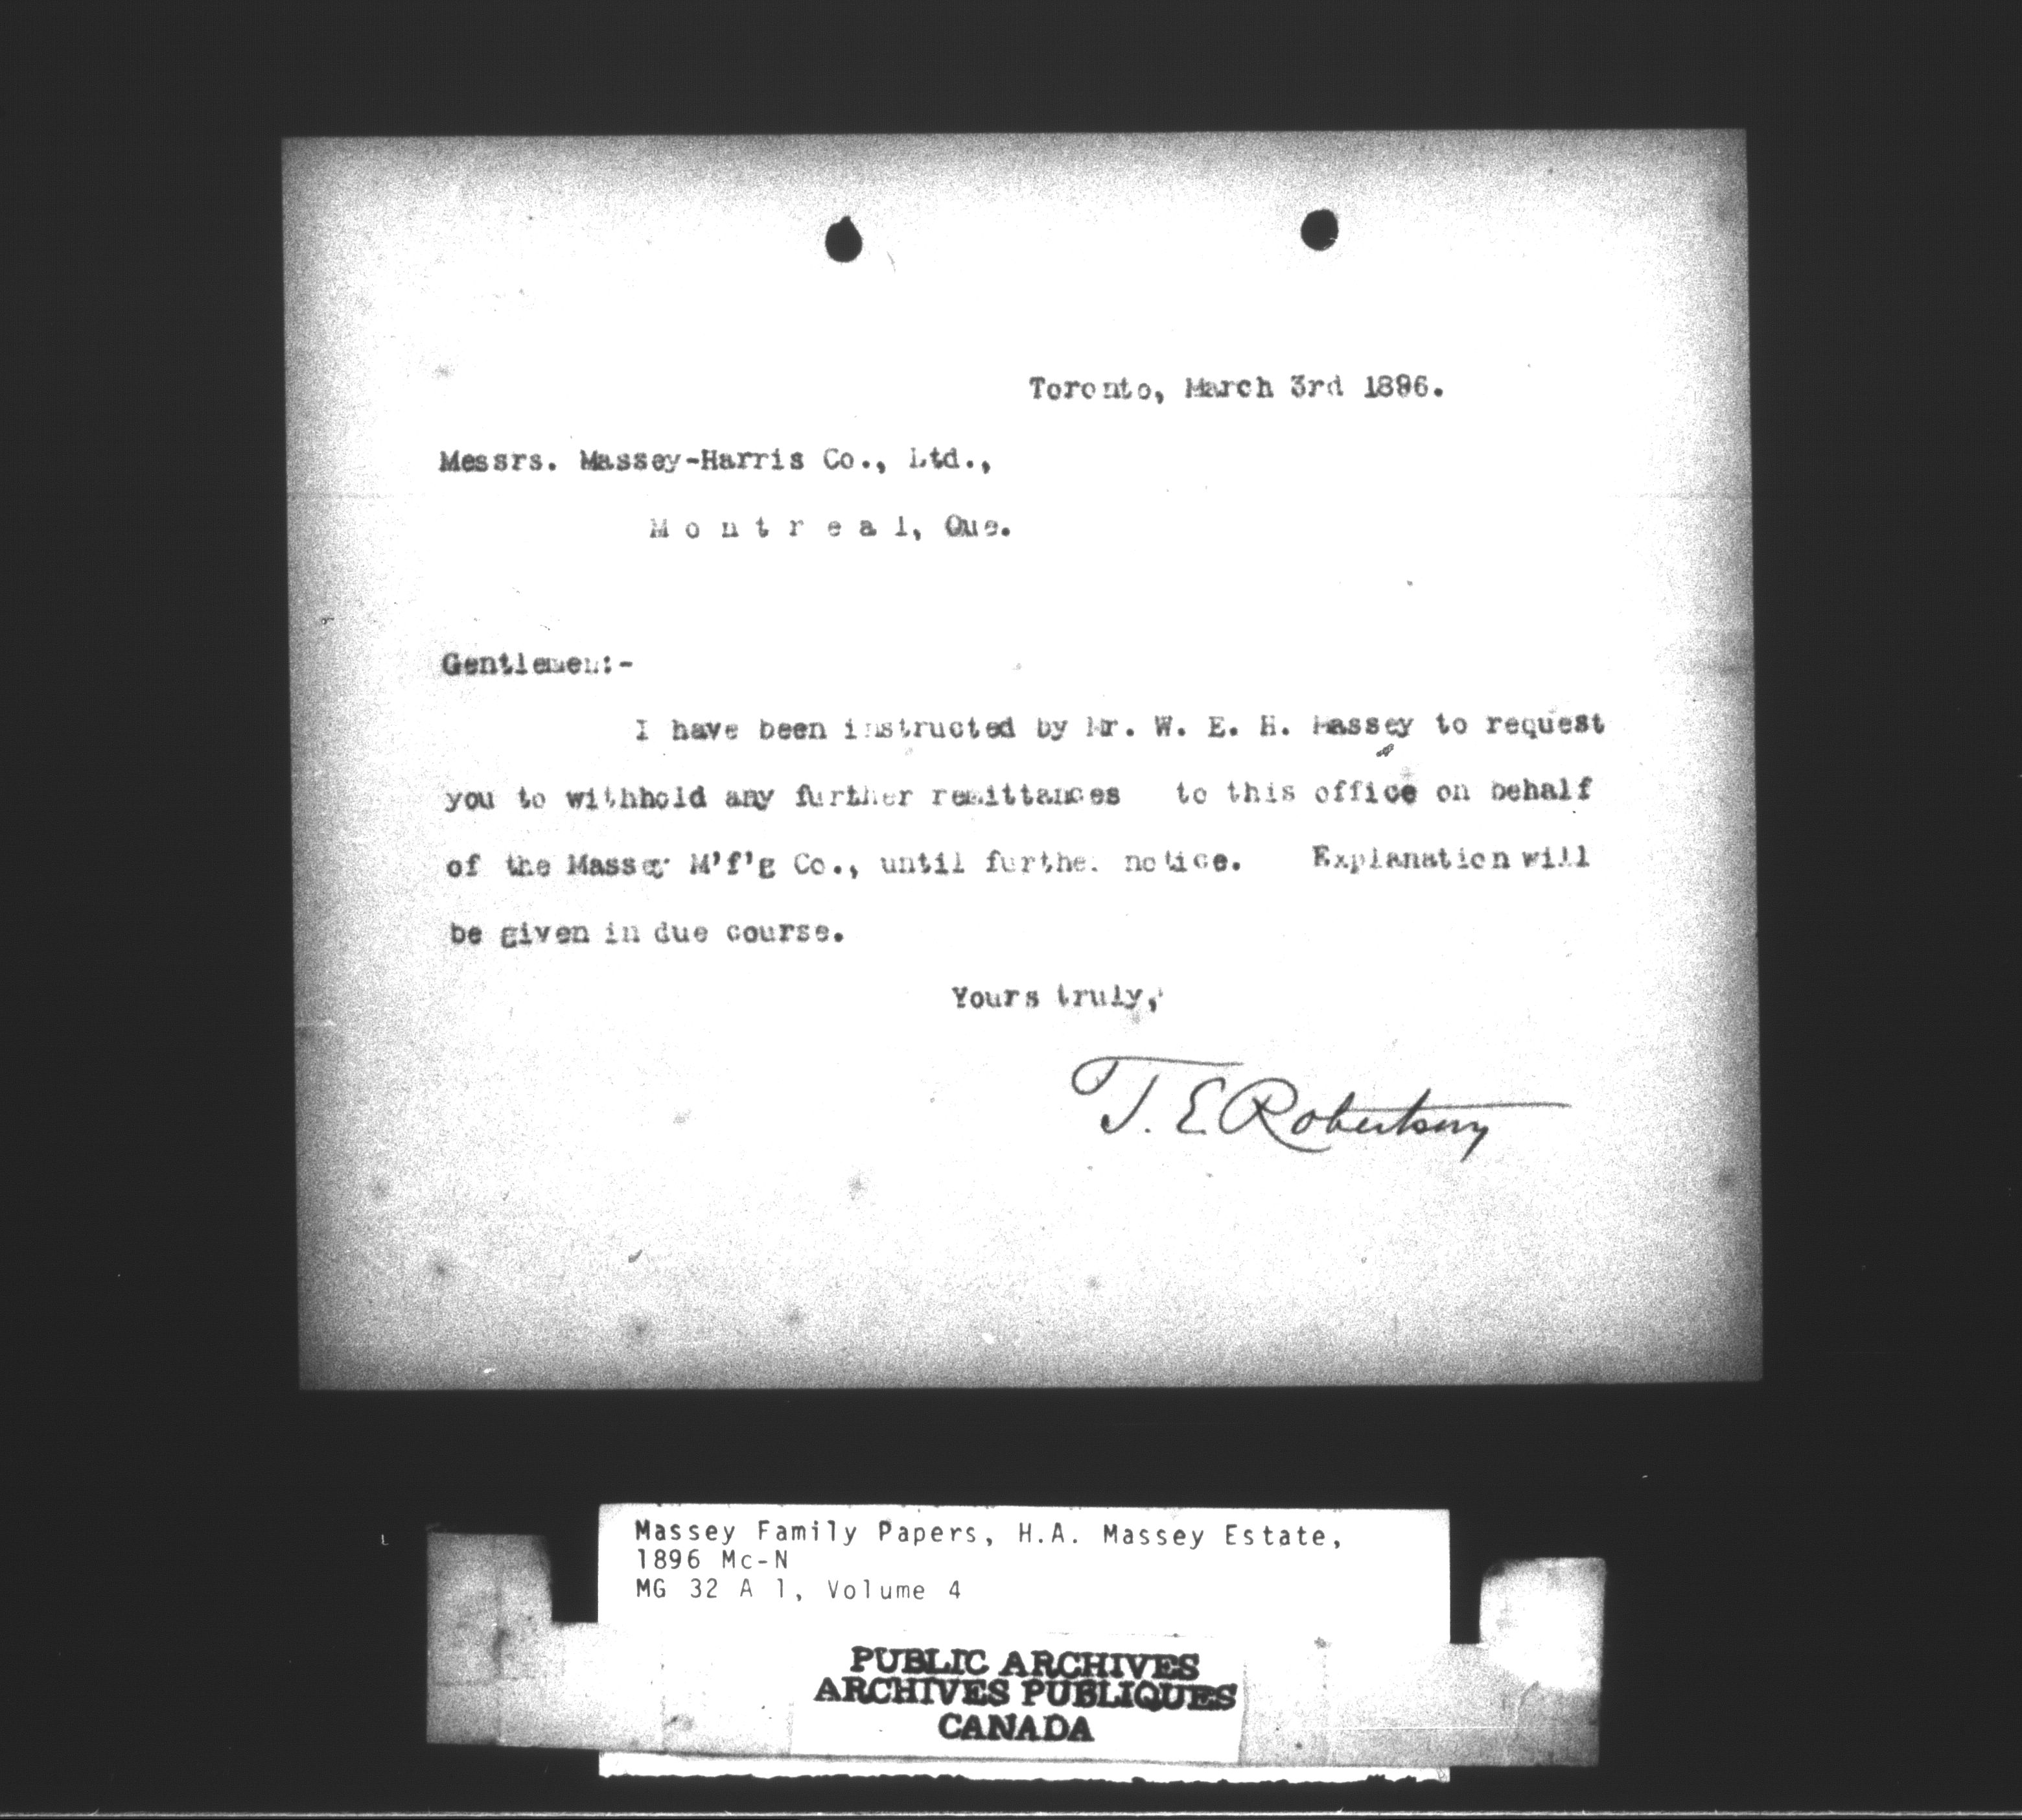 Toronto, March 3rd 1896.
Messrs. Massey-Harris Co., Ltd.,
M o n t r e a l, Que.
Gentlemen:-
I have been instructed by Mr. W. E. H. Massey to request
you to withhold any further remittances to this office on behalf
of the Massey M'f'g Co., until further notice. Explanation will
be given in due course.
Yours truly,
T. E Robertson
Massey Family Papers, H.A. Massey Estate,
1896 Mc-N
MG 32 A 1, Volume 4
PUBLIC ARCHIVES
ARCHIVES PUBLIQUES
CANADA